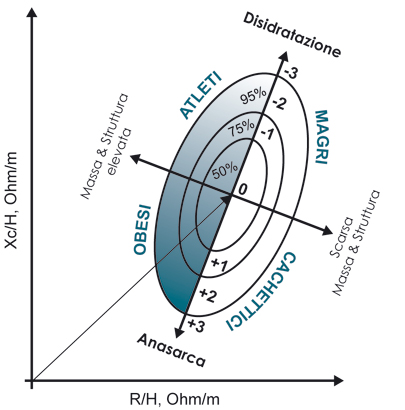 Disidratazione
-3
ATLETI
95%
-2
MAGRI
75%
-1
Massa & Struttura
elevata
50%
0
Xc/H, Ohm/m
OBESI
Scarsa
Massa & Struttura
+1
CACHETTICI
+2
+3
Anasarca
R/H, Ohm/m